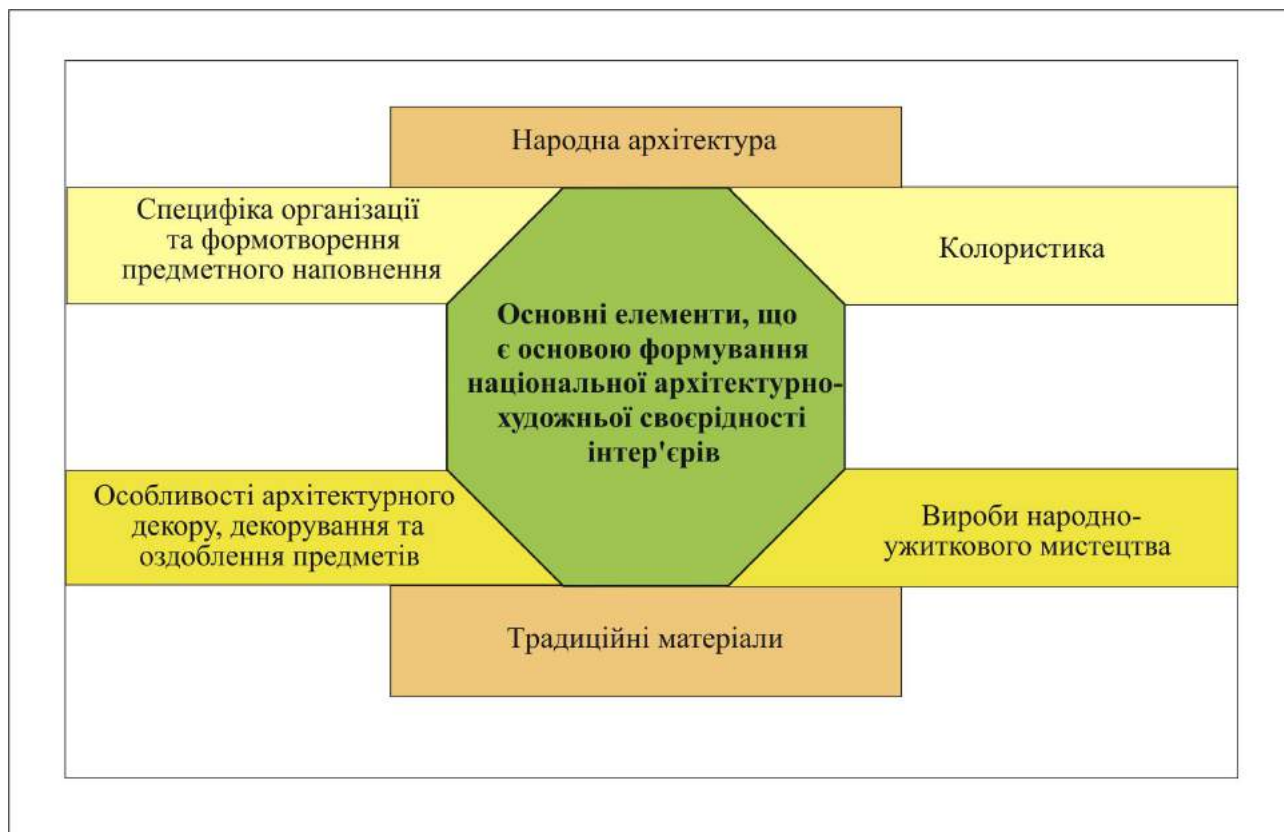 Народна архітектура
Специфіка організації
та формотворення
предметного наповнення
Колористика
Основні елементи, що
є основою формування
національної архітектурно-
художньої своєрідності
інтер'єрів
Особливості архітектурного
декору, декорування та
оздоблення предметів
Вироби народно-
ужиткового мистецтва
Традиційні матеріали